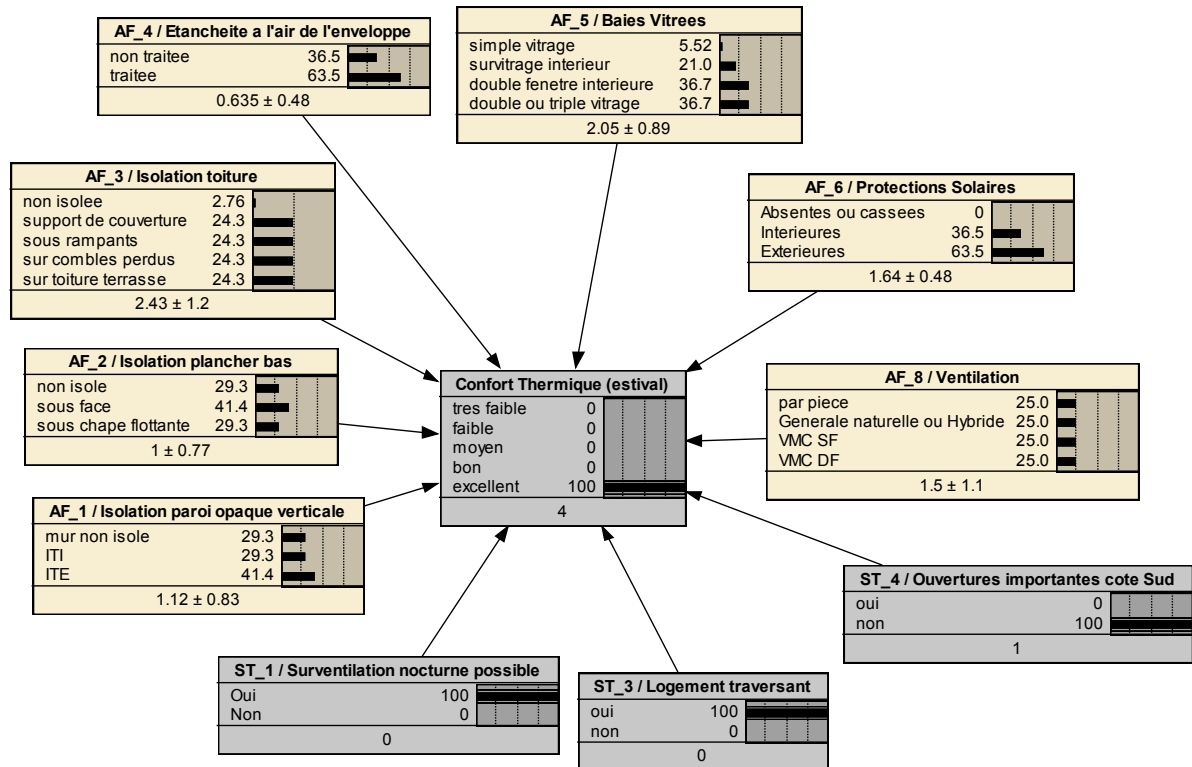 AF_4 / Etancheite a l'air de l'enveloppe
non traitee 36.5
traitee 63.5
0.635 ± 0.48
AF_5 / Baies Vitrees
simple vitrage 5.52
survitrage interieur 21.0
double fenetre interieure 36.7
double ou triple vitrage 36.7
2.05 ± 0.89
AF_3 / Isolation toiture
non isolee 2.76
support de couverture 24.3
sous rampants 24.3
sur combles perdus 24.3
sur toiture terrasse 24.3
2.43 ± 1.2
AF_6 / Protections Solaires
Absentes ou cassees 0
Interieures 36.5
Exterieures 63.5
1.64 ± 0.48
AF_2 / Isolation plancher bas
non isole 29.3
sous face 41.4
sous chape flottante 29.3
1 ± 0.77
Confort Thermique (estival)
tres faible 0
faible 0
moyen 0
bon 0
excellent 100
4
AF_8 / Ventilation
par piece 25.0
Generale naturelle ou Hybride 25.0
VMC SF 25.0
VMC DF 25.0
1.5 ± 1.1
AF_1 / Isolation paroi opaque verticale
mur non isole 29.3
ITI 29.3
ITE 41.4
1.12 ± 0.83
ST_4 / Ouvertures importantes cote Sud
oui 0
non 100
1
ST_1 / Surventilation nocturne possible
Oui 100
Non 0
0
ST_3 / Logement traversant
oui 100
non 0
0